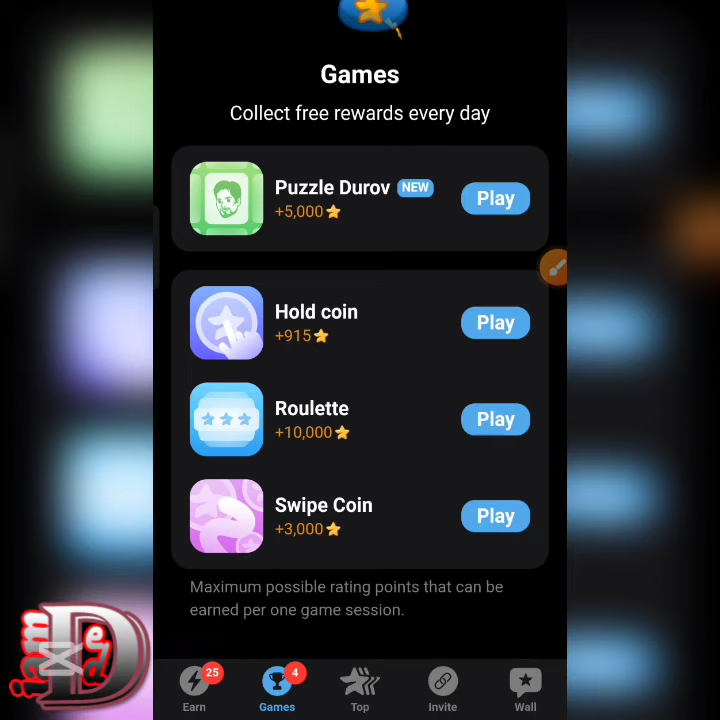 Games
Collect free rewards every day
Puzzle Durov NEW
+5,000
Play
Hold coin
+915
Play
Roulette
+10,000
Play
Swipe Coin
+3,000
Play
Maximum possible rating points that can be
earned per one game session.
25
4
Earn
Games
Top
Invite
Wall
D